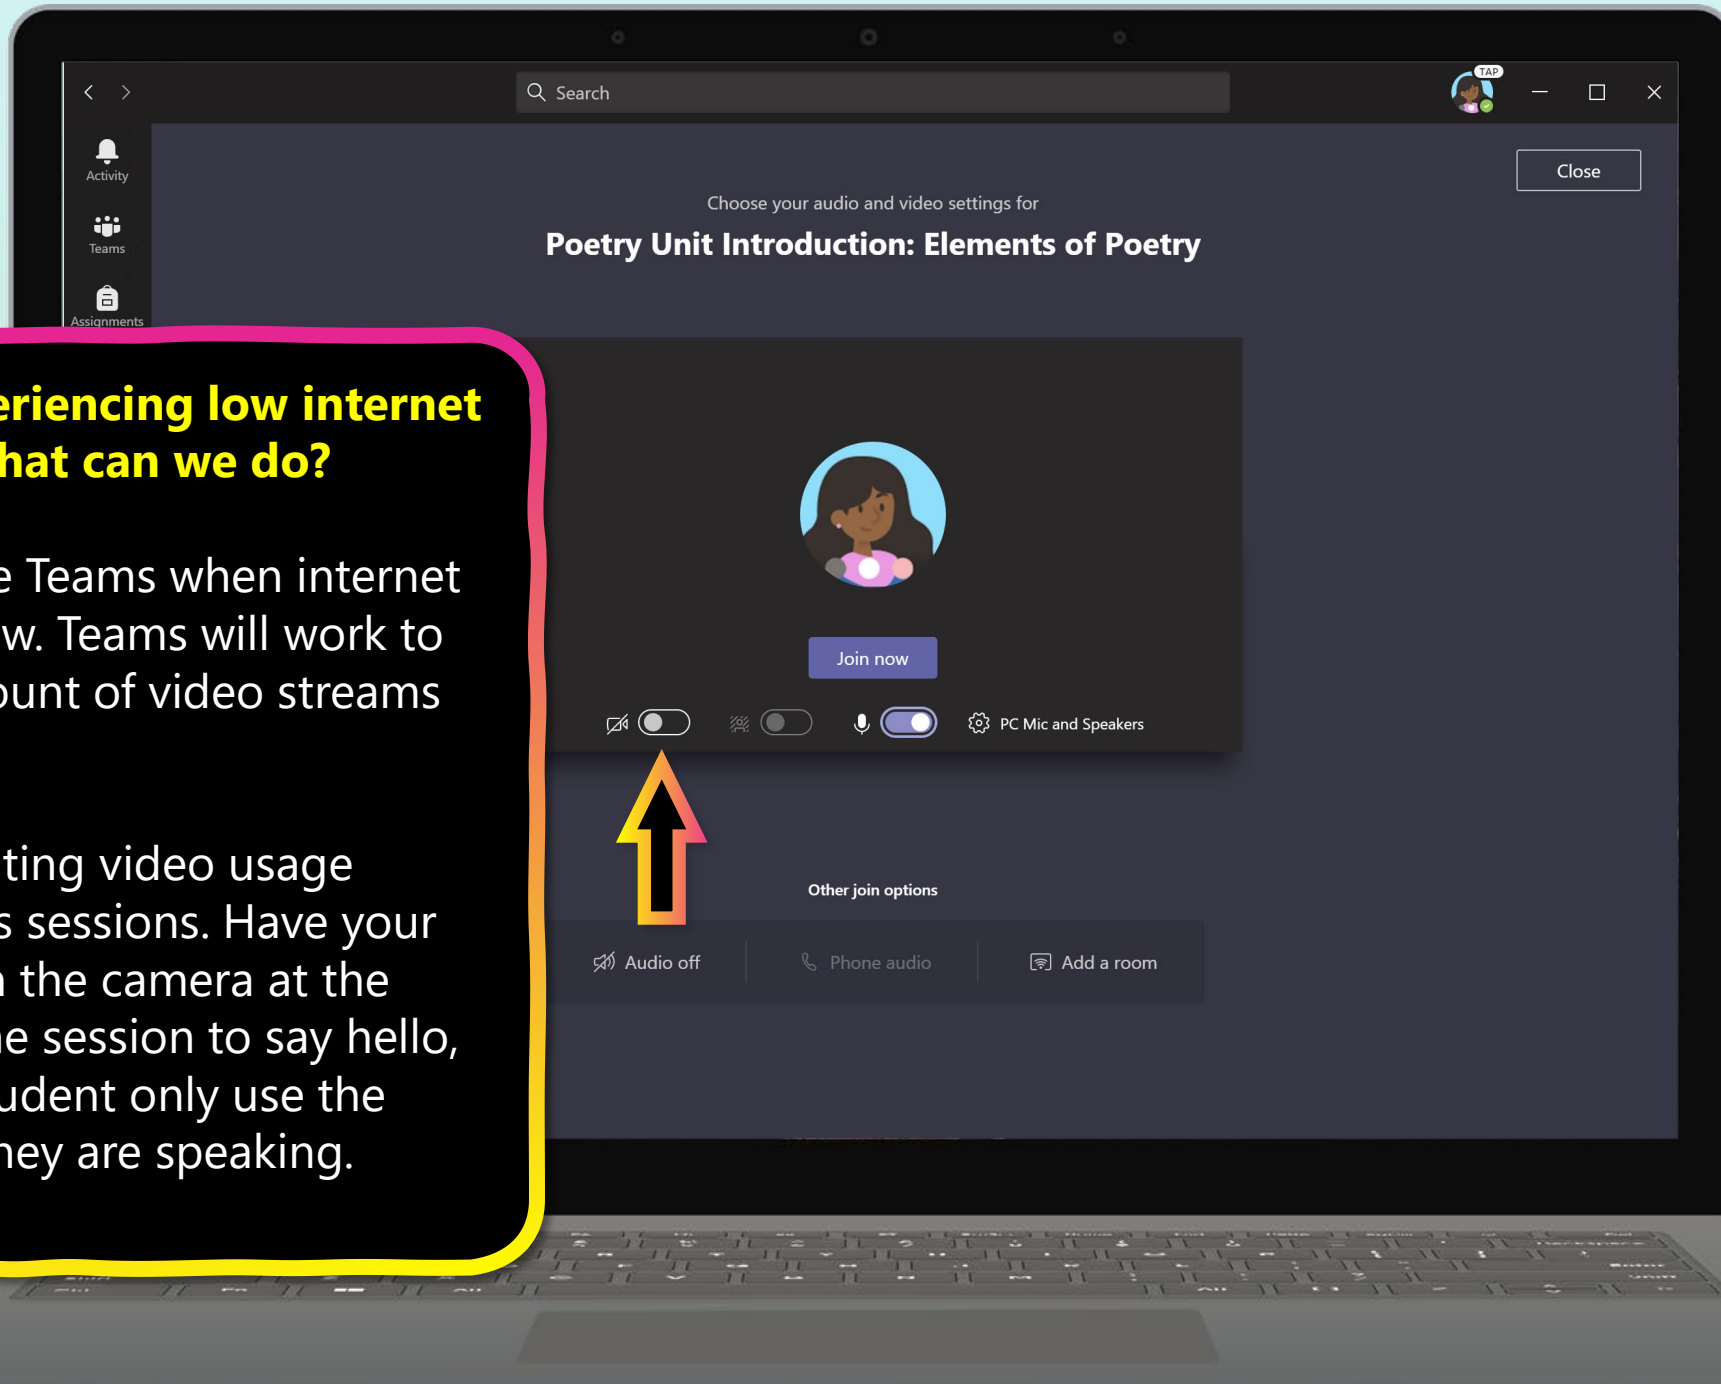 Search
TAP
Activity
Teams
Assignments
Close
Choose your audio and video settings for
Poetry Unit Introduction: Elements of Poetry
eriencing low internet
hat can we do?
e Teams when internet
w. Teams will work to
ount of video streams
ting video usage
s sessions. Have your
n the camera at the
ne session to say hello,
udent only use the
hey are speaking.
Join now
PC Mic and Speakers
Other join options
Audio off
Phone audio
Add a room